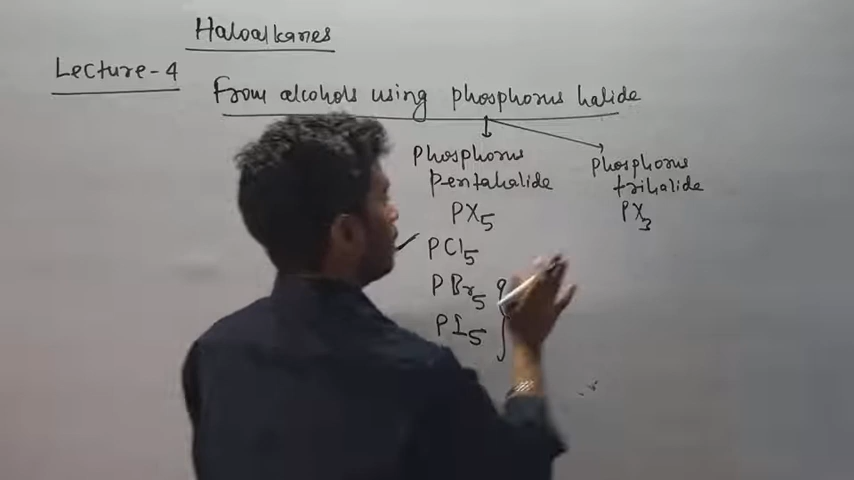 Haloalkanes
Lecture-4
From alcohols using phosphorus halide
Phosphorus
pentahalide
PX5
PCl5
PBr5
PI5
phosphorus
trihalide
PX3